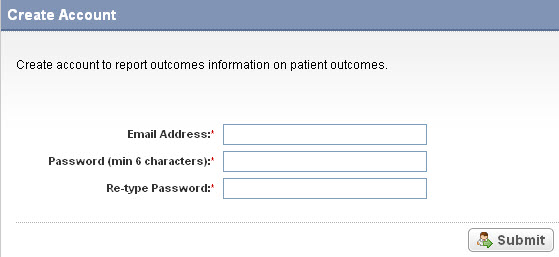 Create Account
Create account to report outcomes information on patient outcomes.
Email Address:*
Password (min 6 characters):*
Re-type Password:*
Submit